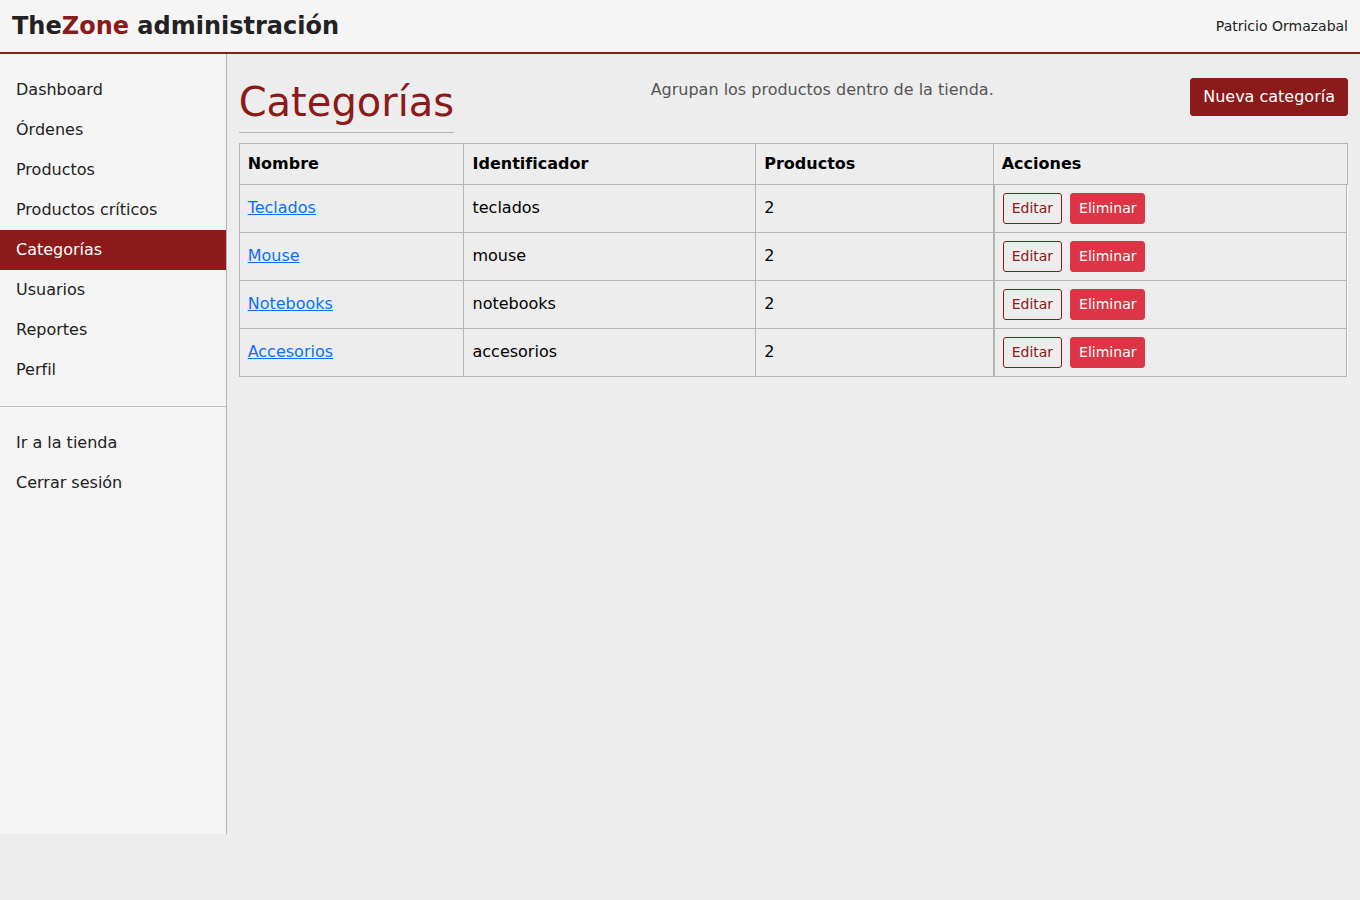 TheZone administración
Patricio Ormazabal
Dashboard
Órdenes
Productos
Productos críticos
Categorías
Usuarios
Reportes
Perfil
Ir a la tienda
Cerrar sesión
Categorías
Agrupan los productos dentro de la tienda.
Nueva categoría
Nombre Identificador Productos Acciones
Teclados teclados 2 Editar Eliminar
Mouse mouse 2 Editar Eliminar
Notebooks notebooks 2 Editar Eliminar
Accesorios accesorios 2 Editar Eliminar